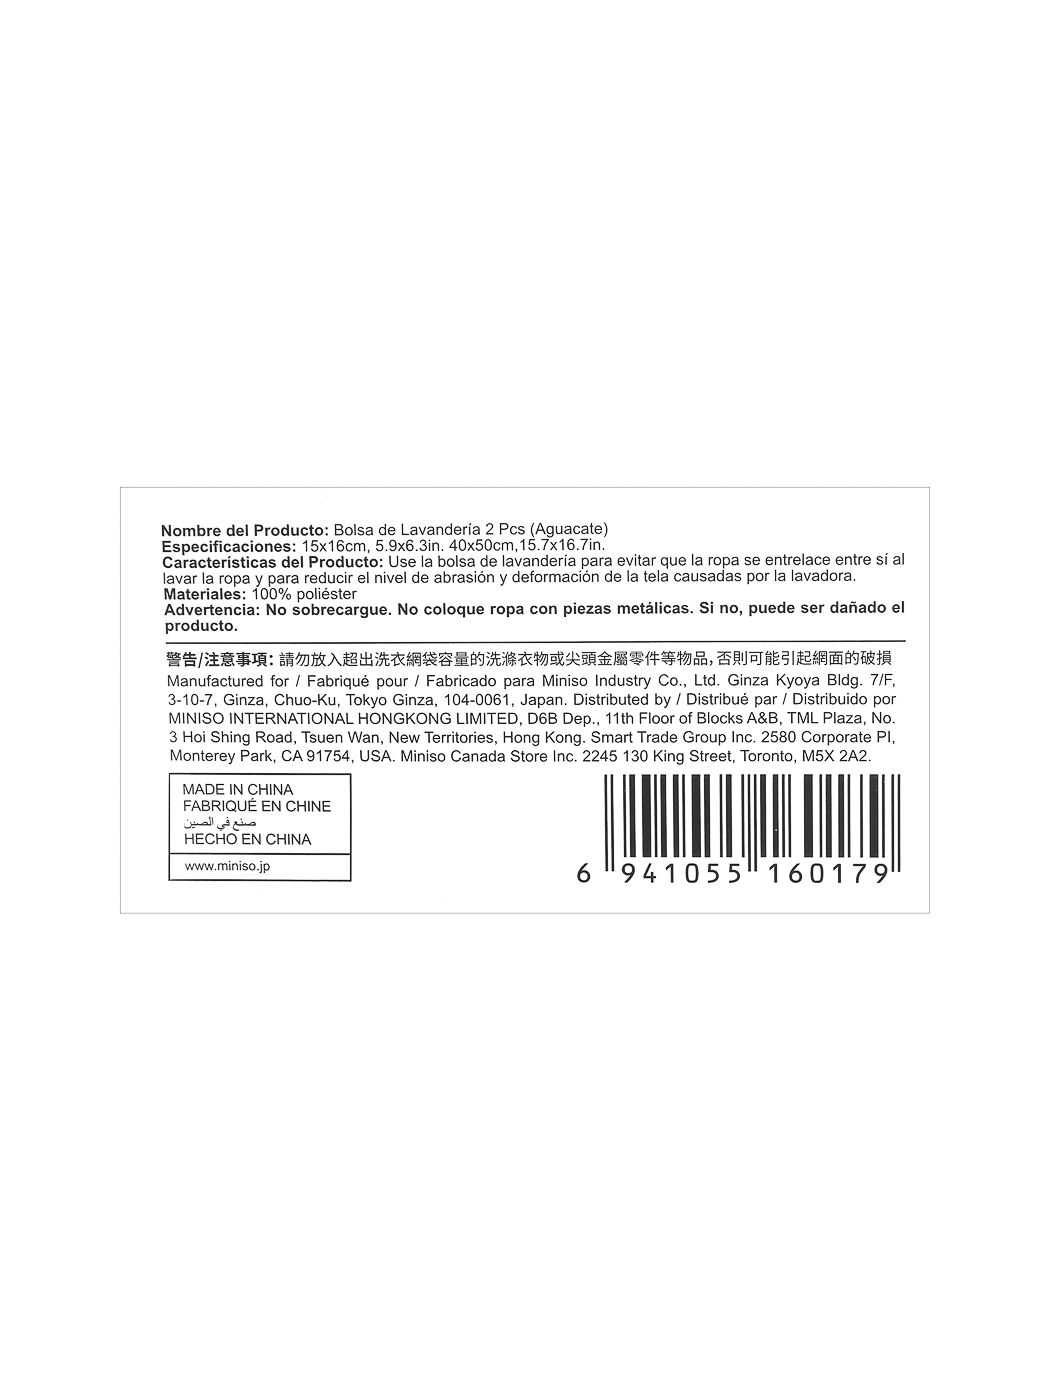 Nombre del Producto: Bolsa de Lavandería 2 Pcs (Aguacate)
Especificaciones: 15x16cm, 5.9x6.3in. 40x50cm,15.7x16.7in.
Características del Producto: Use la bolsa de lavandería para evitar que la ropa se entrelace entre sí al
lavar la ropa y para reducir el nivel de abrasión y deformación de la tela causadas por la lavadora.
Materiales: 100% poliéster
Advertencia: No sobrecargue. No coloque ropa con piezas metálicas. Si no, puede ser dañado el
producto.
警告/注意事項: 請勿放入超出洗衣網袋容量的洗滌衣物或尖頭金屬零件等物品,否則可能引起網面的破損
Manufactured for / Fabriqué pour / Fabricado para Miniso Industry Co., Ltd. Ginza Kyoya Bldg. 7/F,
3-10-7, Ginza, Chuo-Ku, Tokyo Ginza, 104-0061, Japan. Distributed by / Distribué par / Distribuido por
MINISO INTERNATIONAL HONGKONG LIMITED, D6B Dep., 11th Floor of Blocks A&B, TML Plaza, No.
3 Hoi Shing Road, Tsuen Wan, New Territories, Hong Kong. Smart Trade Group Inc. 2580 Corporate PI,
Monterey Park, CA 91754, USA. Miniso Canada Store Inc. 2245 130 King Street, Toronto, M5X 2A2.
MADE IN CHINA
FABRIQUÉ EN CHINE
صنع في الصين
HECHO EN CHINA
www.miniso.jp
6 941055 160179